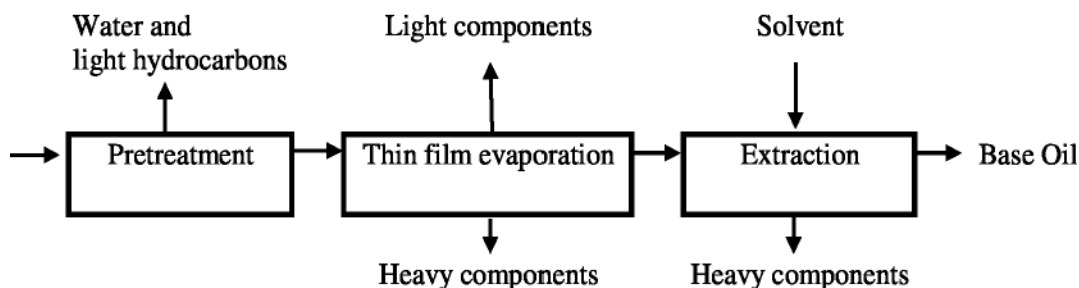 Water and
light hydrocarbons
Light components
Solvent
Pretreatment
Thin film evaporation
Extraction
Base Oil
Heavy components
Heavy components